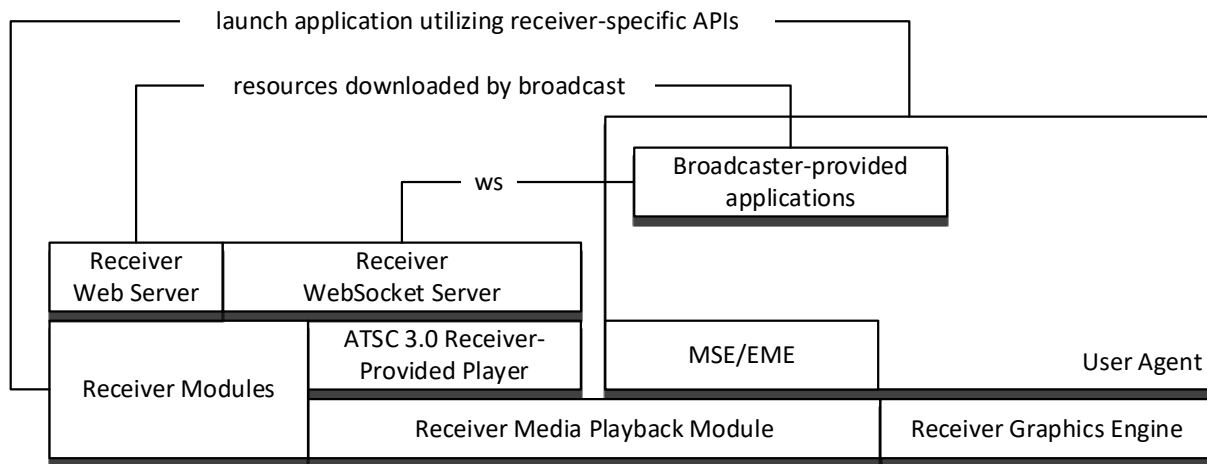 launch application utilizing receiver-specific APIs
resources downloaded by broadcast
Broadcaster-provided
applications
ws
Receiver
Web Server
Receiver
WebSocket Server
ATSC 3.0 Receiver-
Provided Player
MSE/EME
User Agent
Receiver Modules
Receiver Media Playback Module
Receiver Graphics Engine